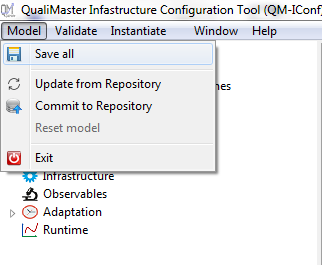 QualiMaster Infastructure Configuration Tool (QM-IConf
Model Validate Instantiate Window Help
Save all
Update from Repository
nes
Commit to Repository
Reset model
Exit
Infrastructure
Observables
Adaptation
Runtime